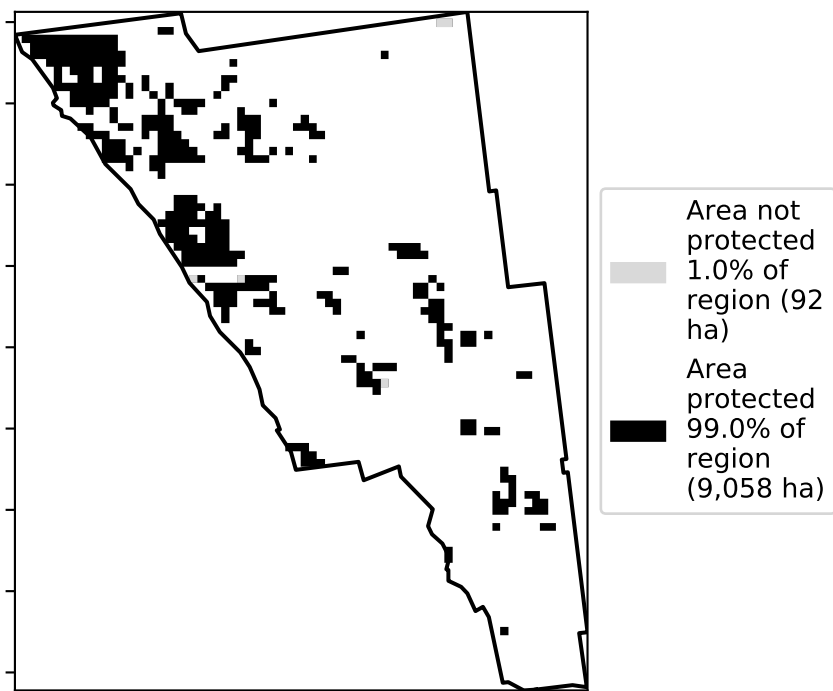 Area not
protected
1.0% of
region (92
ha)
Area
protected
99.0% of
region
(9,058 ha)